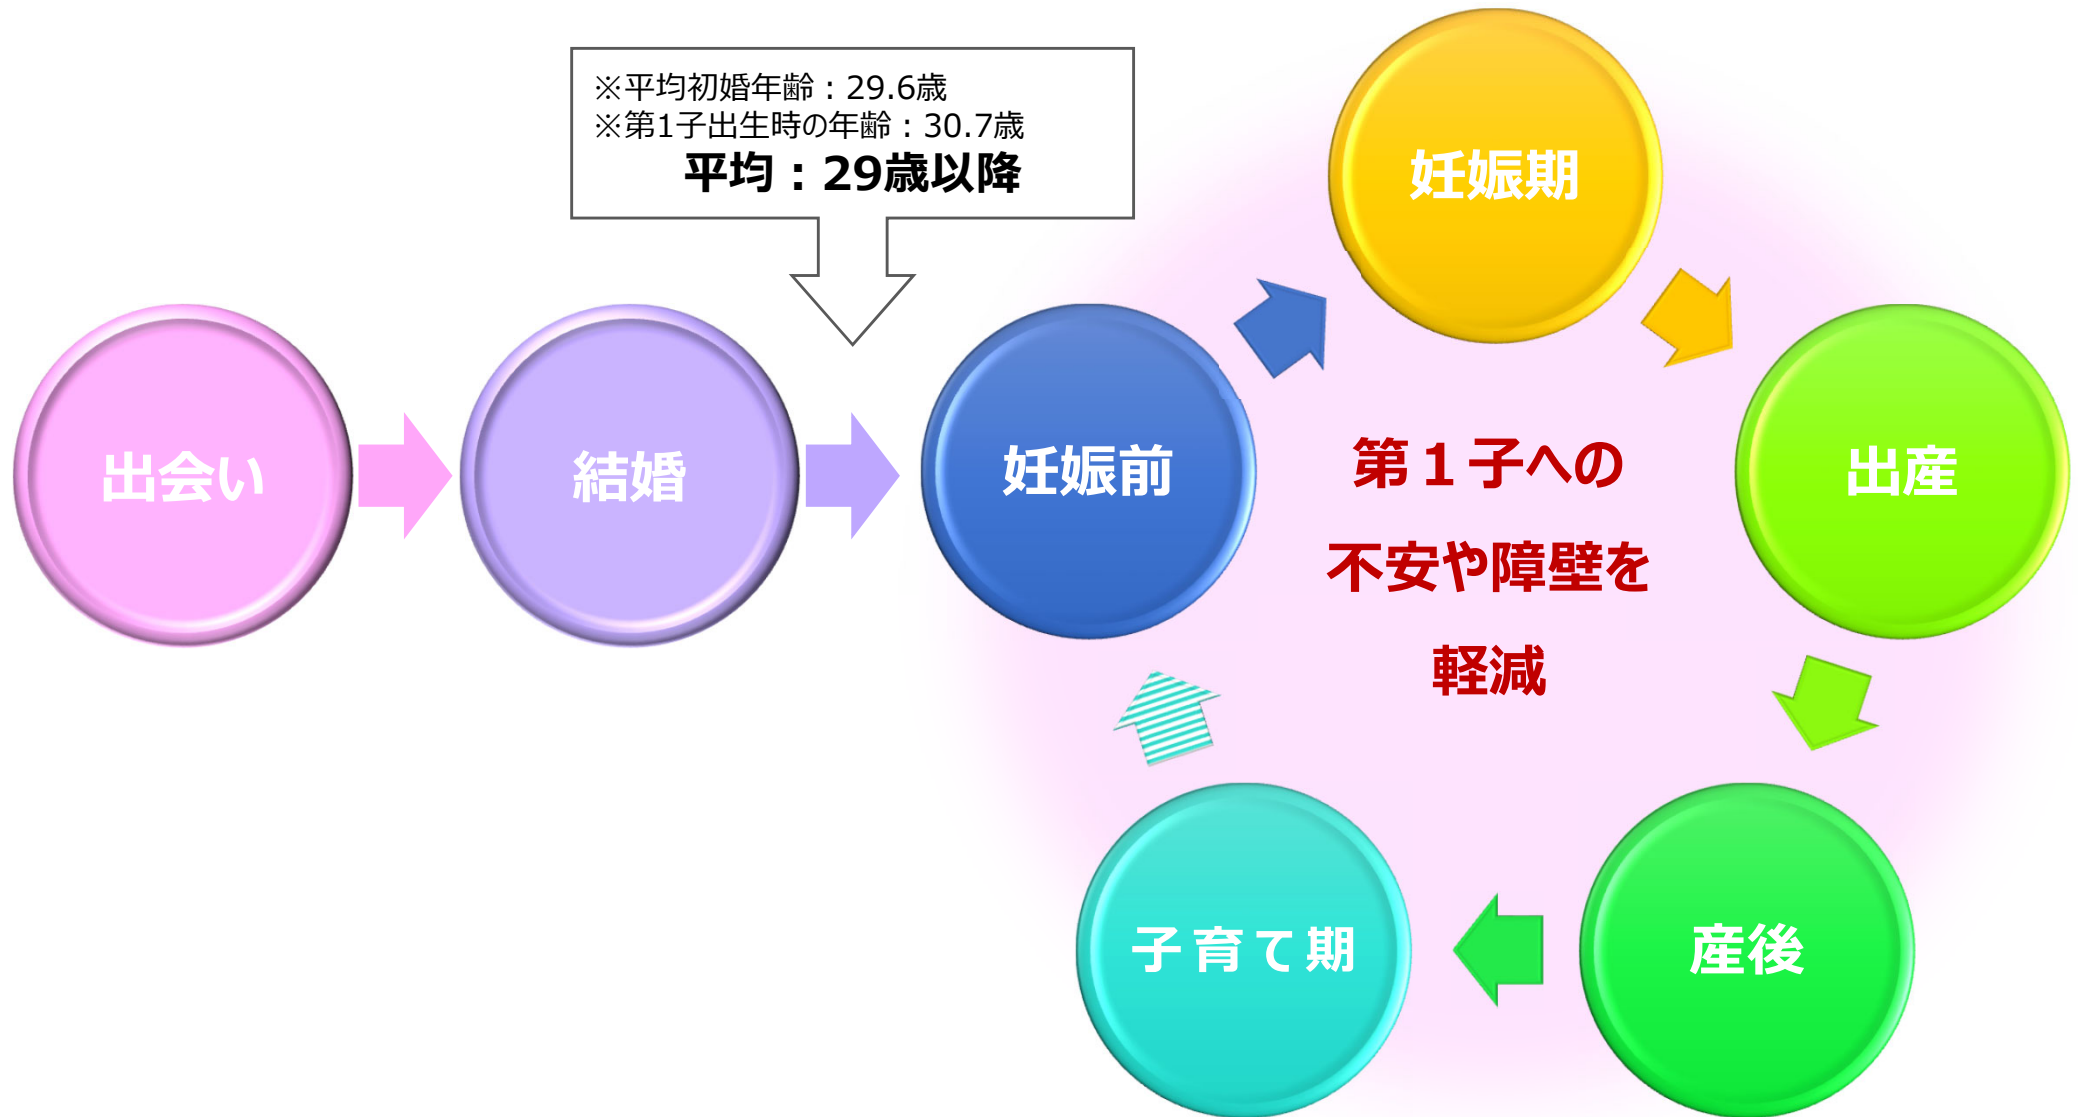 ※平均初婚年齢：29.6歳
※第1子出生時の年齢：30.7歳
平均：29歳以降
出会い
結婚
妊娠前
妊娠期
出産
産後
子育て期
第１子への
不安や障壁を
軽減